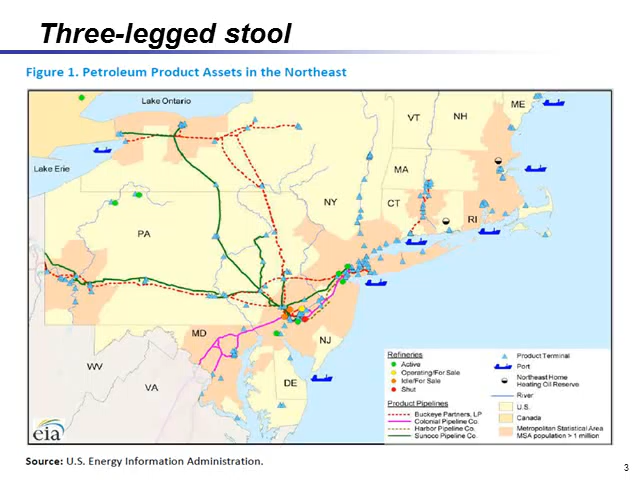 Three-legged stool
Figure 1. Petroleum Product Assets in the Northeast
Lake Ontario
ME
VT
NH
Lake Erie
MA
NY
CT
RI
PA
MD
NJ
WV
DE
VA
Refineries
Active
Operating/For Sale
Idle/For Sale
Shut
Product Pipelines
Buckeye Partners, LP
Colonial Pipeline Co.
Harbor Pipeline Co.
Sunoco Pipeline Co.
Product Terminal
Port
Northeast Home
Heating Oil Reserve
River
U.S.
Canada
Metropolitan Statistical Area
MSA population > 1 million
eia
Source: U.S. Energy Information Administration.
3